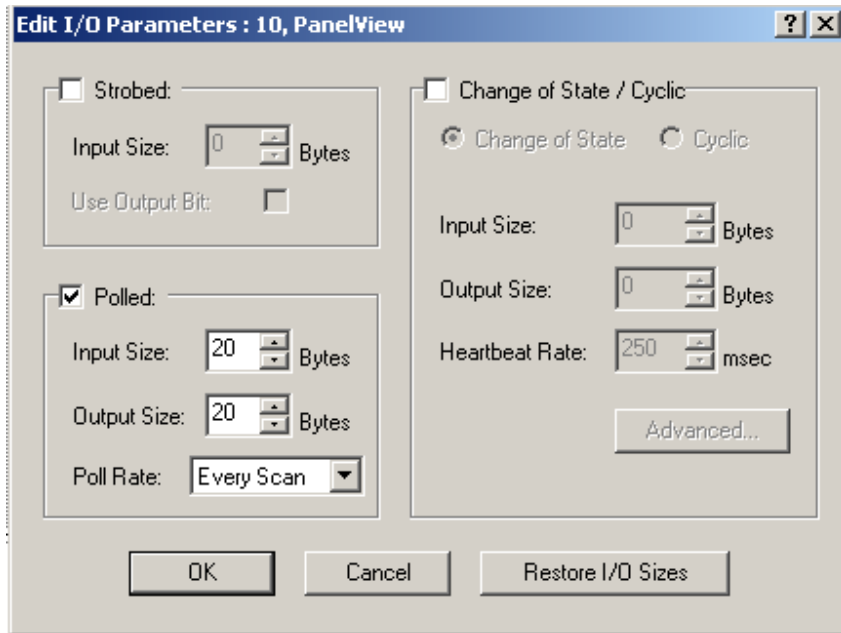 Edit I/O Parameters : 10, PanelView
Strobed:
Input Size: 0 Bytes
Use Output Bit:
Polled:
Input Size: 20 Bytes
Output Size: 20 Bytes
Poll Rate: Every Scan
Change of State / Cyclic
Change of State Cyclic
Input Size: 0 Bytes
Output Size: 0 Bytes
Heartbeat Rate: 250 msec
Advanced...
OK Cancel Restore I/O Sizes